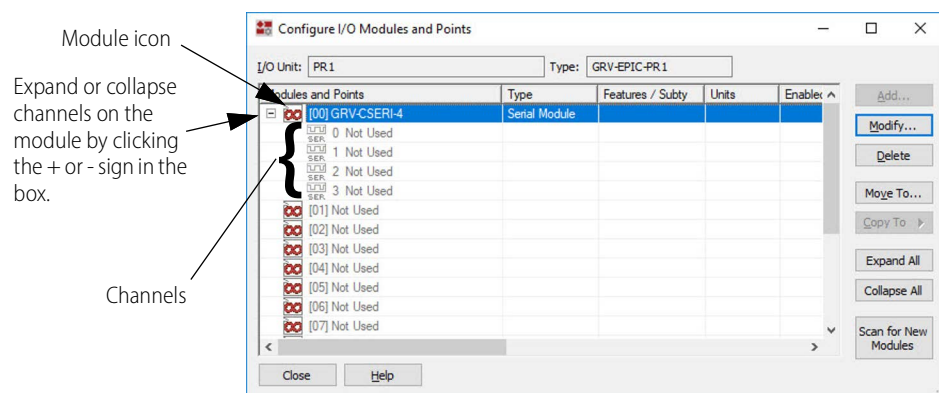 Module icon
Expand or collapse
channels on the
module by clicking
the + or - sign in the
box.
Channels
Configure I/O Modules and Points
I/O Unit: PR1 Type: GRV-EPIC-PR1
Modules and Points Type Features / Subty Units Enabled
[00] GRV-CSERI-4 Serial Module
SER. 0 Not Used
SER. 1 Not Used
SER. 2 Not Used
SER. 3 Not Used
[01] Not Used
[02] Not Used
[03] Not Used
[04] Not Used
[05] Not Used
[06] Not Used
[07] Not Used
Add...
Modify...
Delete
Move To...
Copy To
Expand All
Collapse All
Scan for New
Modules
Close Help